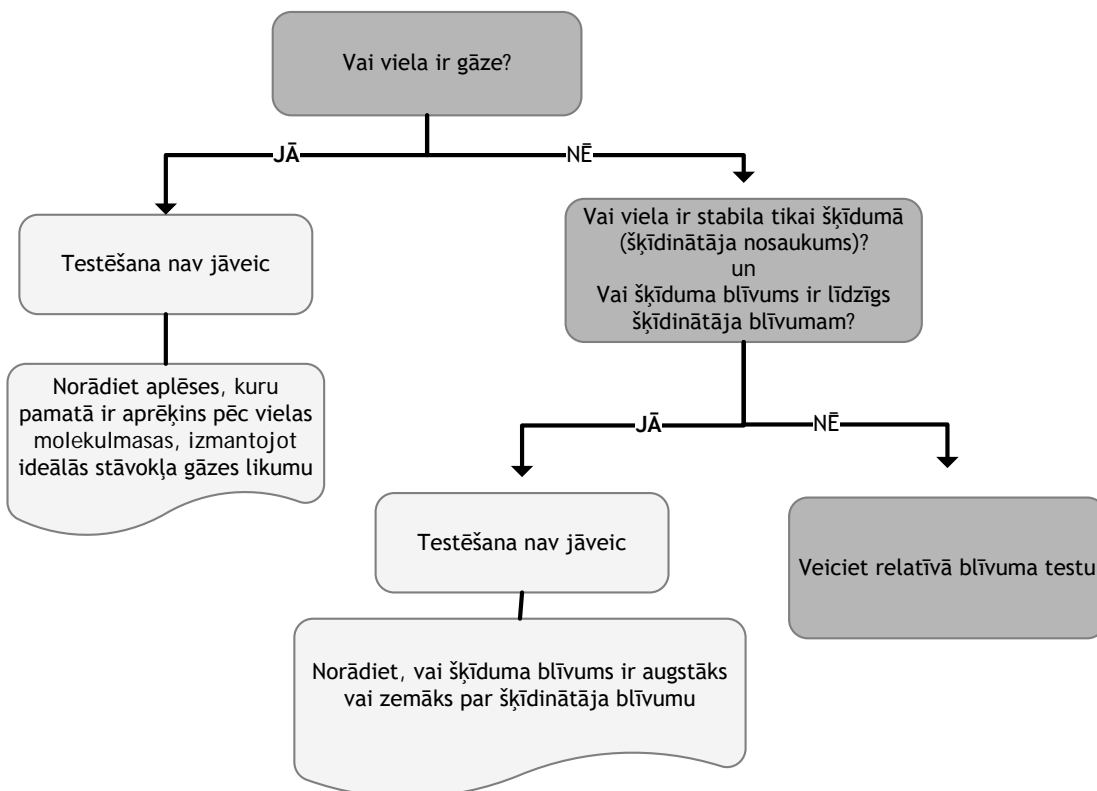 Vai viela ir gāze?
JĀ
NĒ
Testēšana nav jāveic
Norādiet aplēses, kuru
pamatā ir aprēķins pēc vielas
molekulmasas, izmantojot
ideālās stāvokļa gāzes likumu
Vai viela ir stabila tikai šķīdumā
(šķīdinātāja nosaukums)?
un
Vai šķīduma blīvums ir līdzīgs
šķīdinātāja blīvumam?
JĀ
NĒ
Testēšana nav jāveic
Norādiet, vai šķīduma blīvums ir augstāks
vai zemāks par šķīdinātāja blīvumu
Veiciet relatīvā blīvuma testu